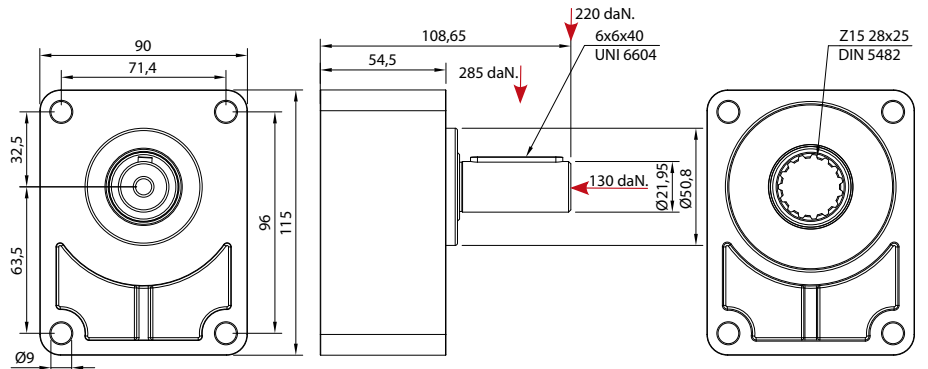 90
71,4
32,5
63,5
96
115
Ø9
108,65
54,5
220 daN.
6x6x40
UNI 6604
285 daN.
130 daN.
Ø21,95
Ø50,8
Z15 28x25
DIN 5482